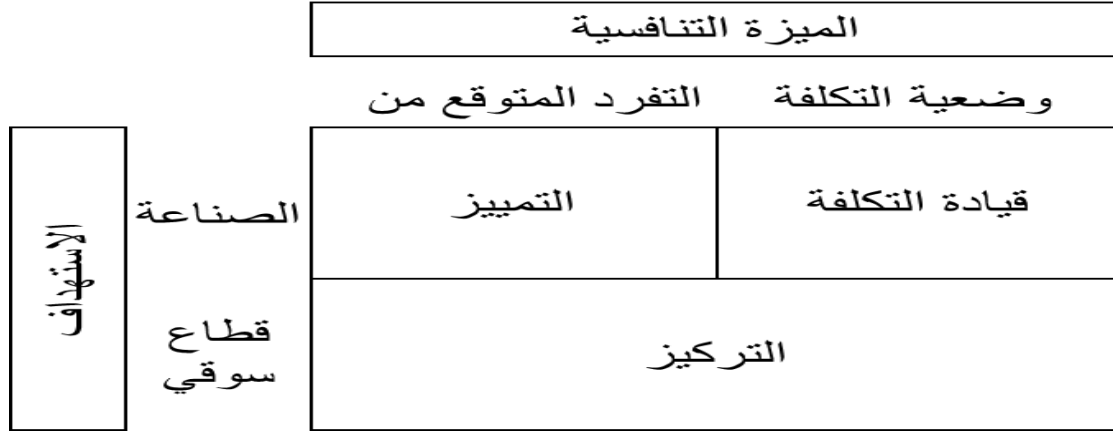 الميزة التنافسية
وضعية التكلفة
التفرد المتوقع من
قيادة التكلفة
التمييز
الصناعة
الاستهداف
التركيز
قطاع
سوقي